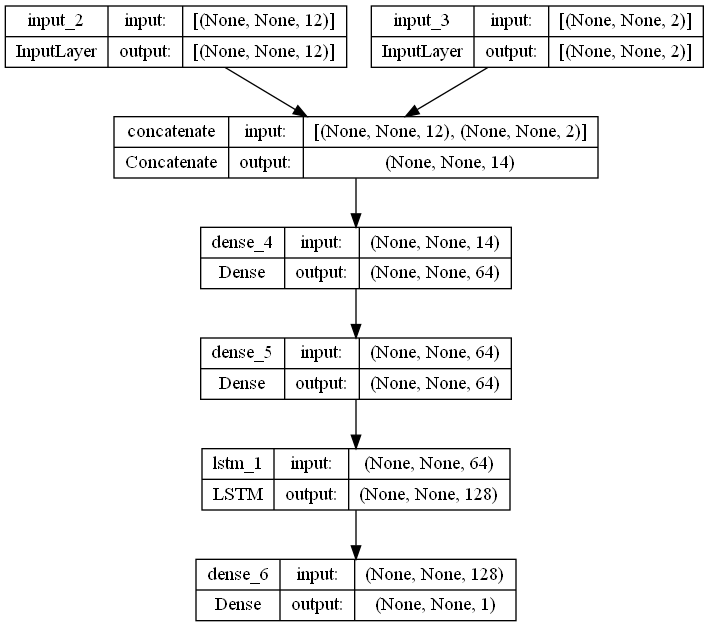 input_2 input: [(None, None, 12)]
InputLayer output: [(None, None, 12)]
input_3 input: [(None, None, 2)]
InputLayer output: [(None, None, 2)]
concatenate input: [(None, None, 12), (None, None, 2)]
Concatenate output: (None, None, 14)
dense_4 input: (None, None, 14)
Dense output: (None, None, 64)
dense_5 input: (None, None, 64)
Dense output: (None, None, 64)
lstm_1 input: (None, None, 64)
LSTM output: (None, None, 128)
dense_6 input: (None, None, 128)
Dense output: (None, None, 1)